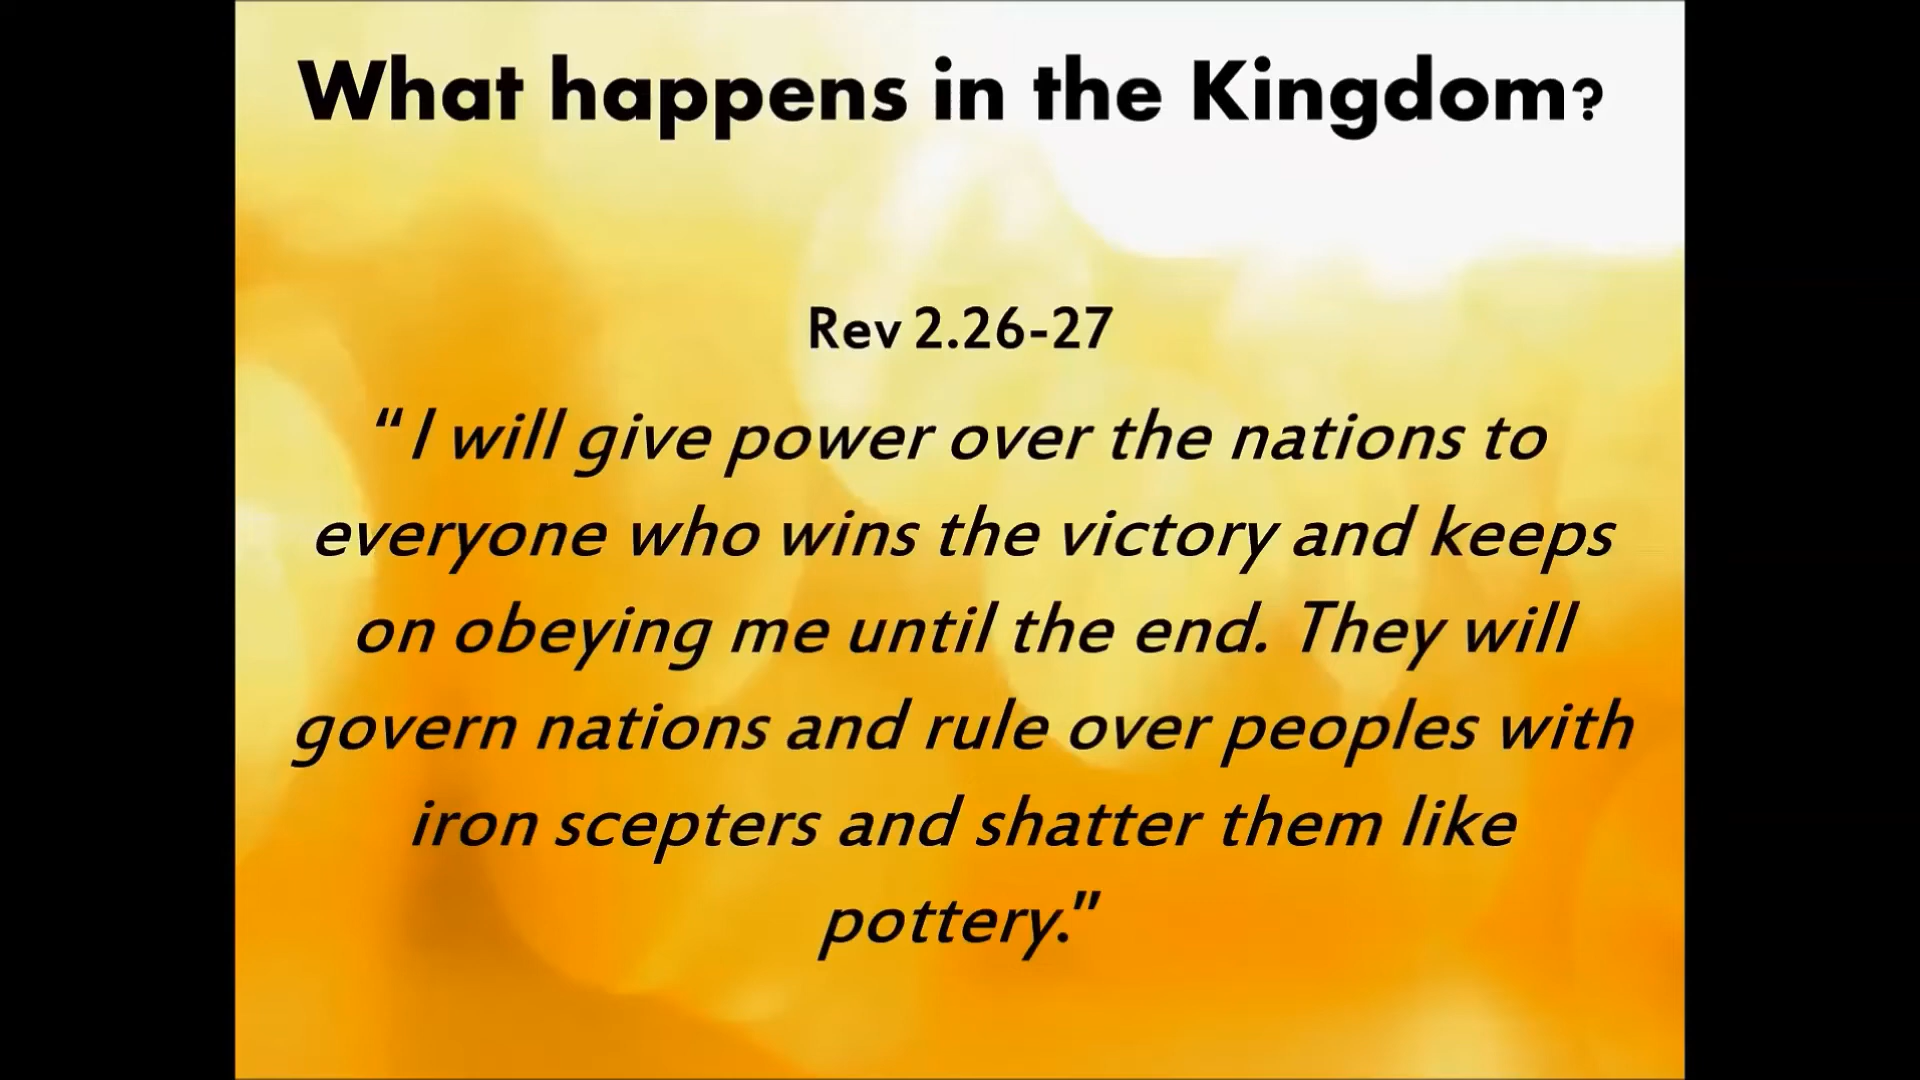 What happens in the Kingdom?
Rev 2.26-27
“I will give power over the nations to
everyone who wins the victory and keeps
on obeying me until the end. They will
govern nations and rule over peoples with
iron scepters and shatter them like
pottery.”